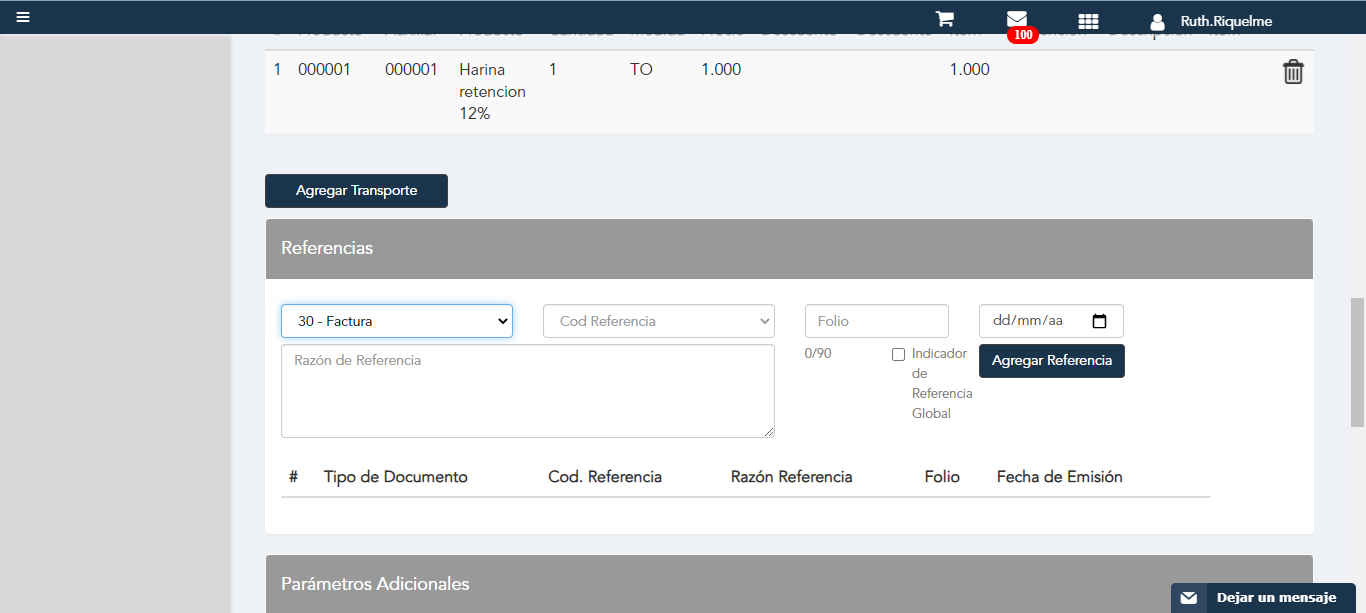 100
Ruth.Riquelme
1 000001 000001 Harina retencion 12% 1 TO 1.000 1.000
Agregar Transporte
Referencias
30 - Factura
Cod Referencia
Folio
dd/mm/aa
Razón de Referencia
0/90
Indicador
de
Referencia
Global
Agregar Referencia
# Tipo de Documento Cod. Referencia Razón Referencia Folio Fecha de Emisión
Parámetros Adicionales
Dejar un mensaje